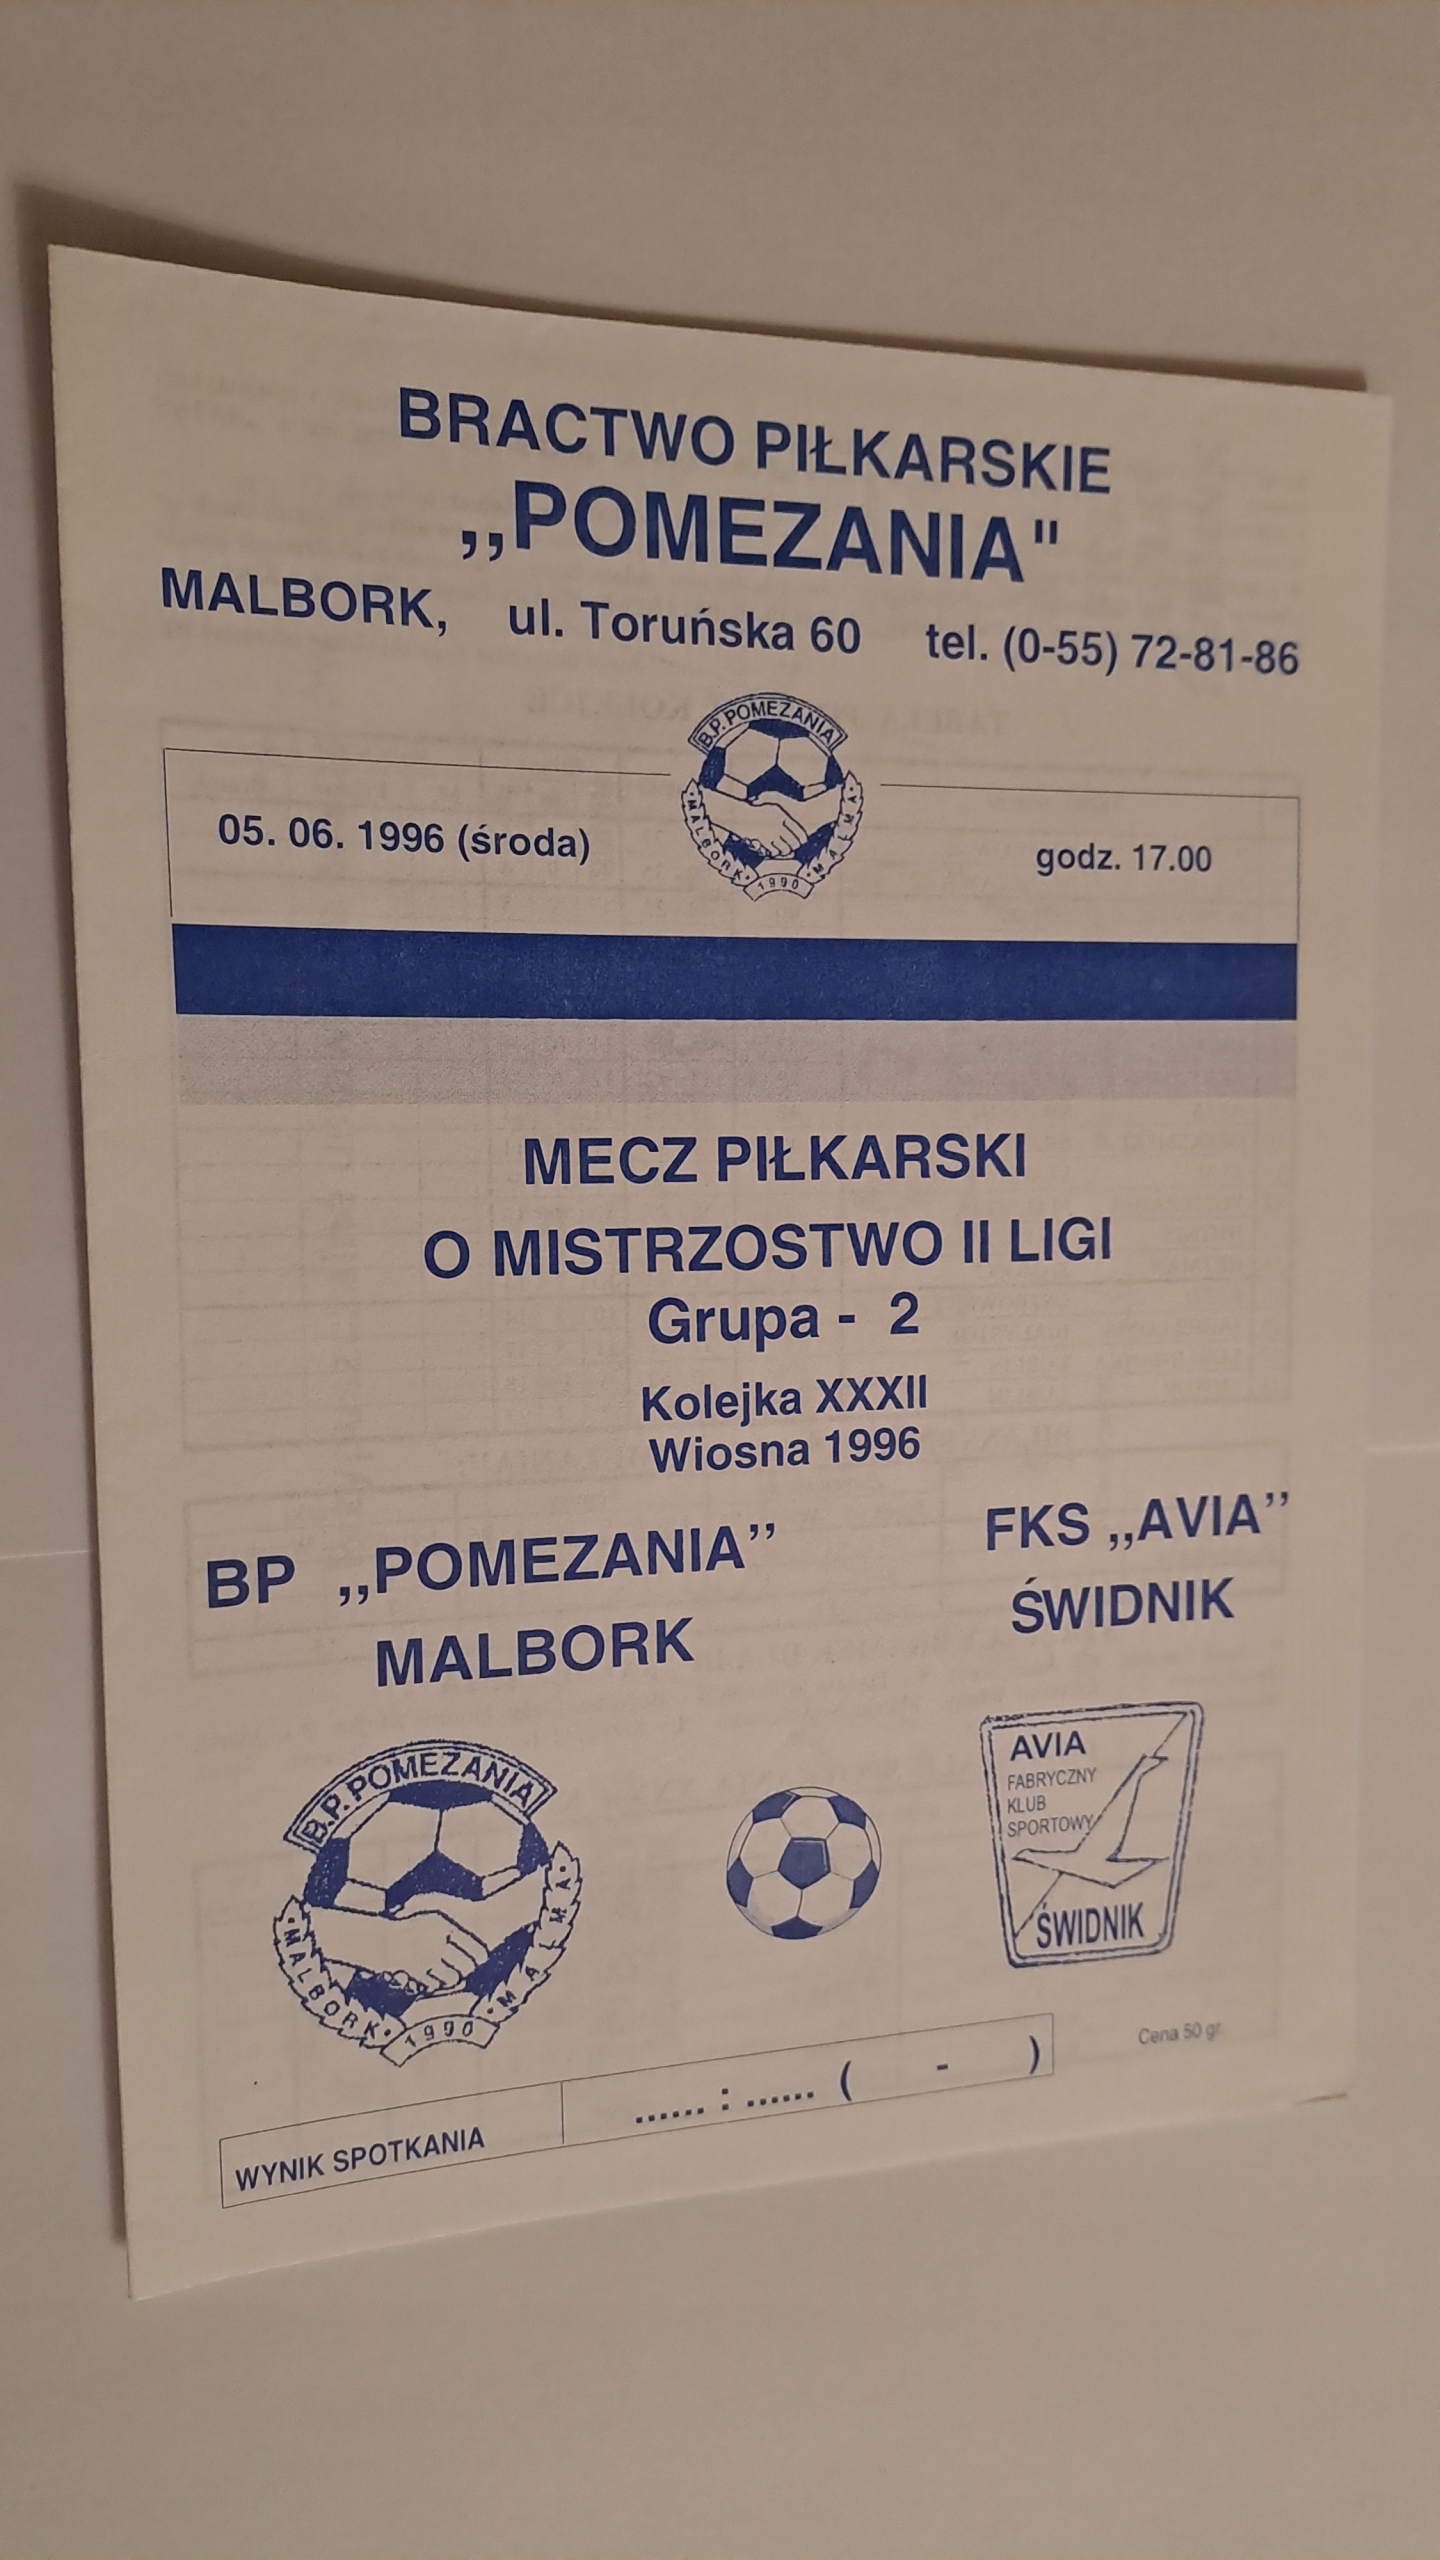 BRACTWO PIŁKARSKIE
,,POMEZANIA"
MALBORK, ul. Toruńska 60 tel. (0-55) 72-81-86
B.P. POMEZANIA
MALBORK · 1990 · MALMA
05. 06. 1996 (środa) godz. 17.00
MECZ PIŁKARSKI
O MISTRZOSTWO II LIGI
Grupa - 2
Kolejka XXXII
Wiosna 1996
BP ,,POMEZANIA’’
MALBORK
FKS ,,AVIA’’
ŚWIDNIK
B.P. POMEZANIA
·MALBORK· 1990 ·MALMA·
AVIA
FABRYCZNY
KLUB
SPORTOWY
ŚWIDNIK
Cena 50 gr
WYNIK SPOTKANIA ...... : ...... ( - )